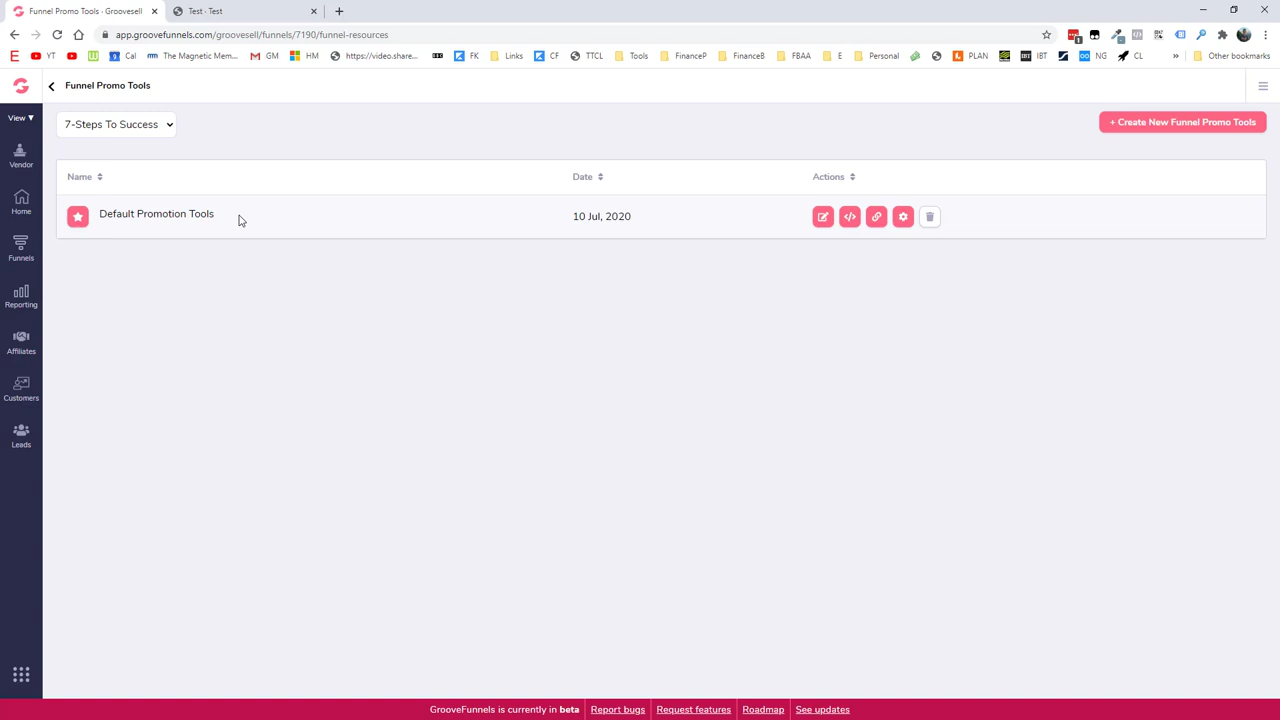 Funnel Promo Tools - Groovesell
Test - Test
app.groovefunnels.com/groovesell/funnels/7190/funnel-resources
YT
Cal
The Magnetic Mem...
GM
HM
https://video.share...
FK
Links
CF
TTCL
Tools
FinanceP
FinanceB
FBAA
E
Personal
PLAN
IBT
NG
CL
»
Other bookmarks
Funnel Promo Tools
View ▼
7-Steps To Success
+ Create New Funnel Promo Tools
Vendor
Name
Date
Actions
Home
Default Promotion Tools
10 Jul, 2020
Funnels
Reporting
Affiliates
Customers
Leads
GrooveFunnels is currently in beta
Report bugs
Request features
Roadmap
See updates